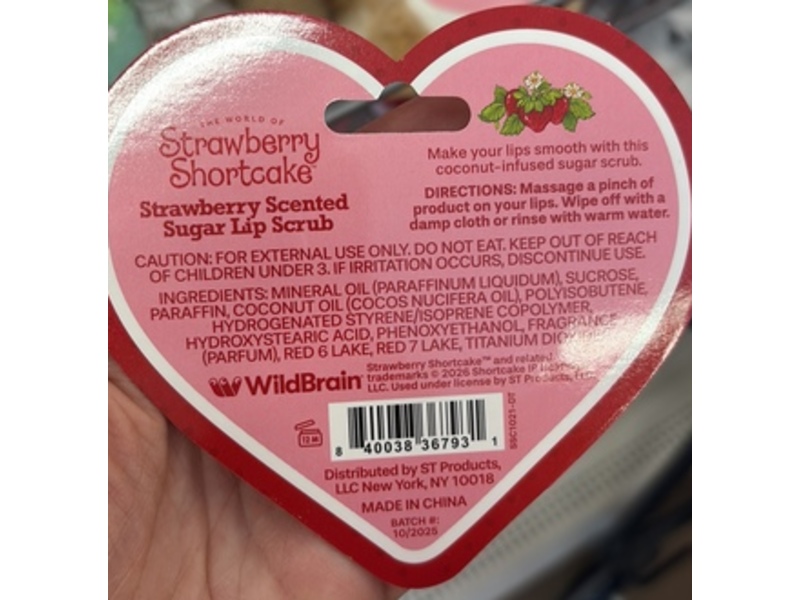 THE WORLD OF
Strawberry
Shortcake™
Strawberry Scented
Sugar Lip Scrub
Make your lips smooth with this
coconut-infused sugar scrub.
DIRECTIONS: Massage a pinch of
product on your lips. Wipe off with a
damp cloth or rinse with warm water.
CAUTION: FOR EXTERNAL USE ONLY. DO NOT EAT. KEEP OUT OF REACH
OF CHILDREN UNDER 3. IF IRRITATION OCCURS, DISCONTINUE USE.
INGREDIENTS: MINERAL OIL (PARAFFINUM LIQUIDUM), SUCROSE,
PARAFFIN, COCONUT OIL (COCOS NUCIFERA OIL), POLYISOBUTENE,
HYDROGENATED STYRENE/ISOPRENE COPOLYMER,
HYDROXYSTEARIC ACID, PHENOXYETHANOL, FRAGRANCE
(PARFUM), RED 6 LAKE, RED 7 LAKE, TITANIUM
WildBrain
Strawberry Shortcake™ and related
trademarks © 2026 Shortcake IP
LLC. Used under license by ST Products,
12 M
8 40038 36793 1
SSC1021-DT
Distributed by ST Products,
LLC New York, NY 10018
MADE IN CHINA
BATCH #:
10/2025